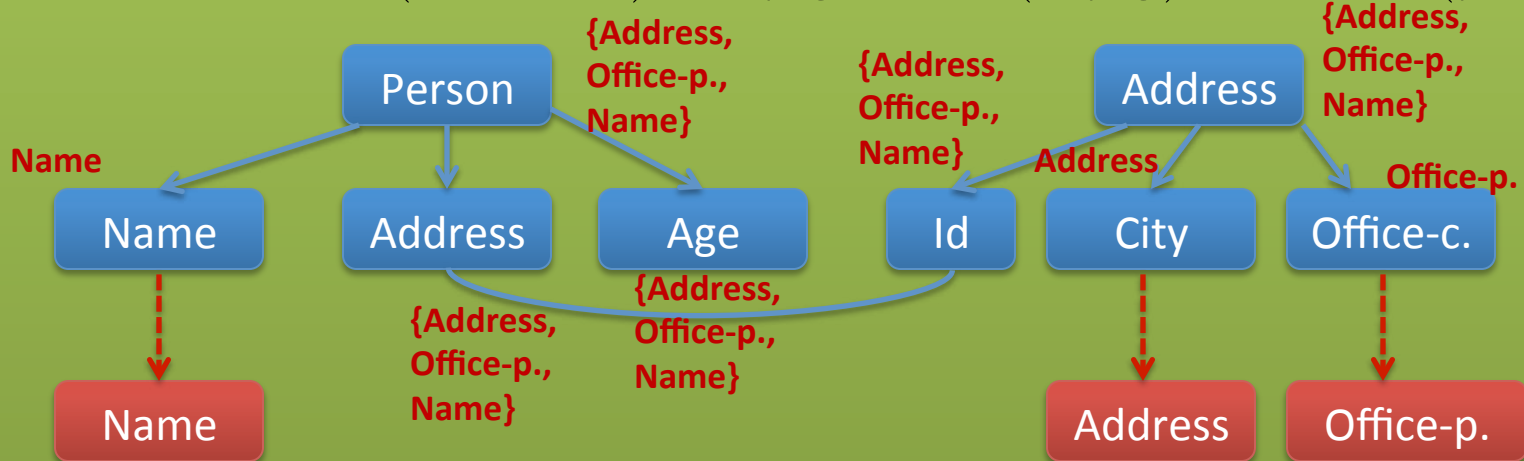 {Address,
Office-p.,
Name}
{Address,
Office-p.,
Name}
Person
{Address,
Office-p.,
Name}
Address
Name
Address
Office-p.
Name
Address
Age
Id
City
Office-c.
{Address,
Office-p.,
Name}
{Address,
Office-p.,
Name}
Name
Address
Office-p.